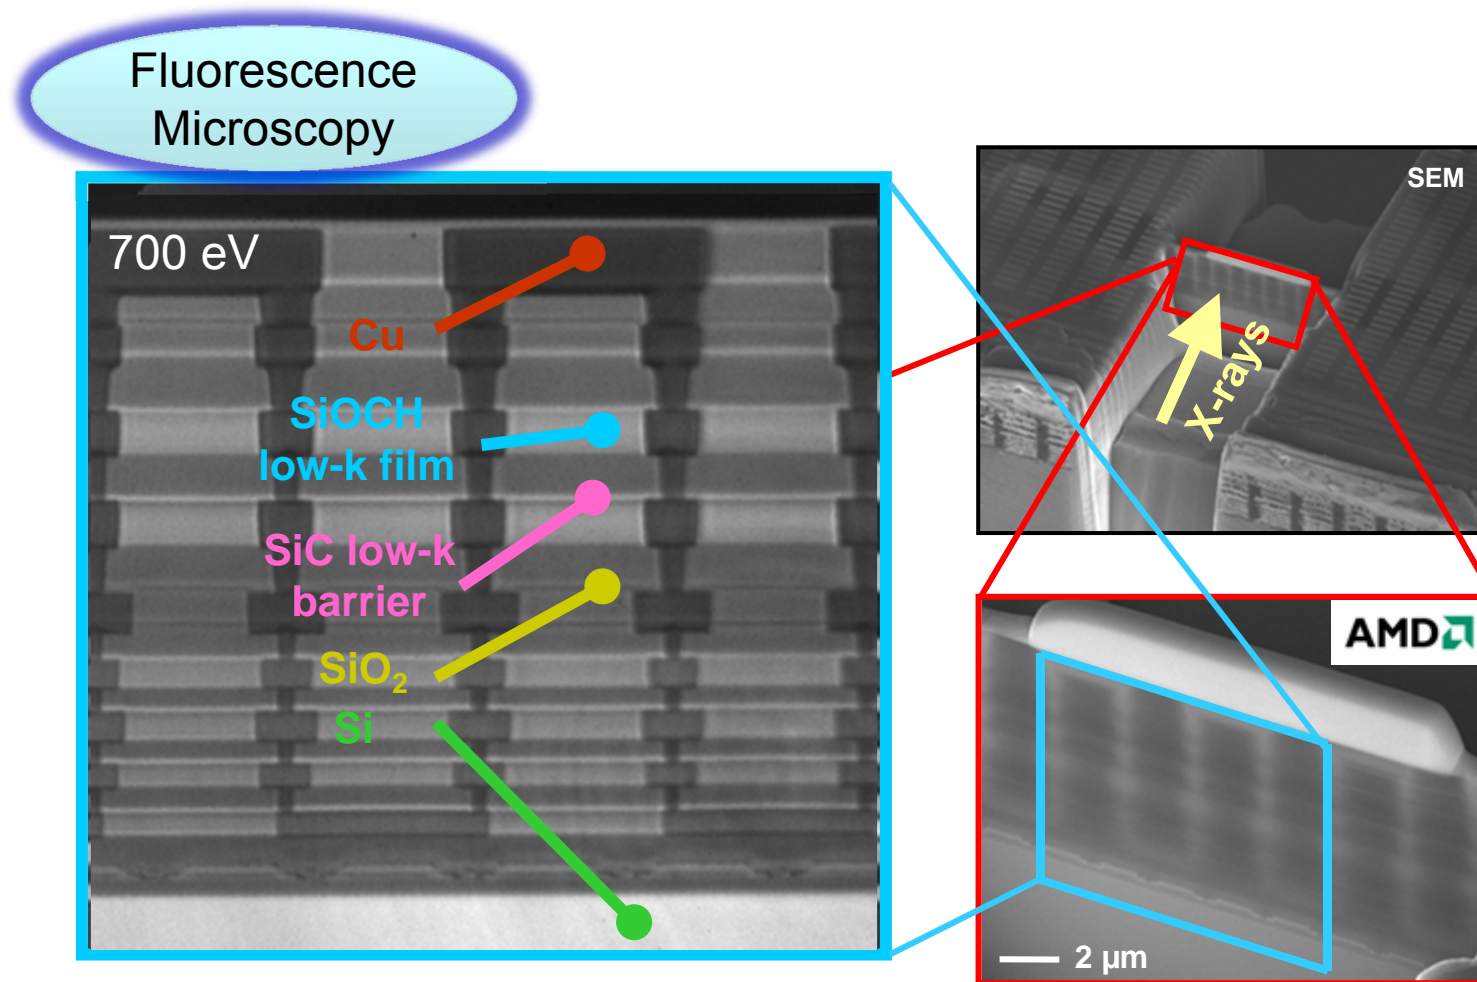 Fluorescence
Microscopy
700 eV
Cu
SiOCH
low-k film
SiC low-k
barrier
SiO₂
Si
SEM
X-rays
AMD
2 µm